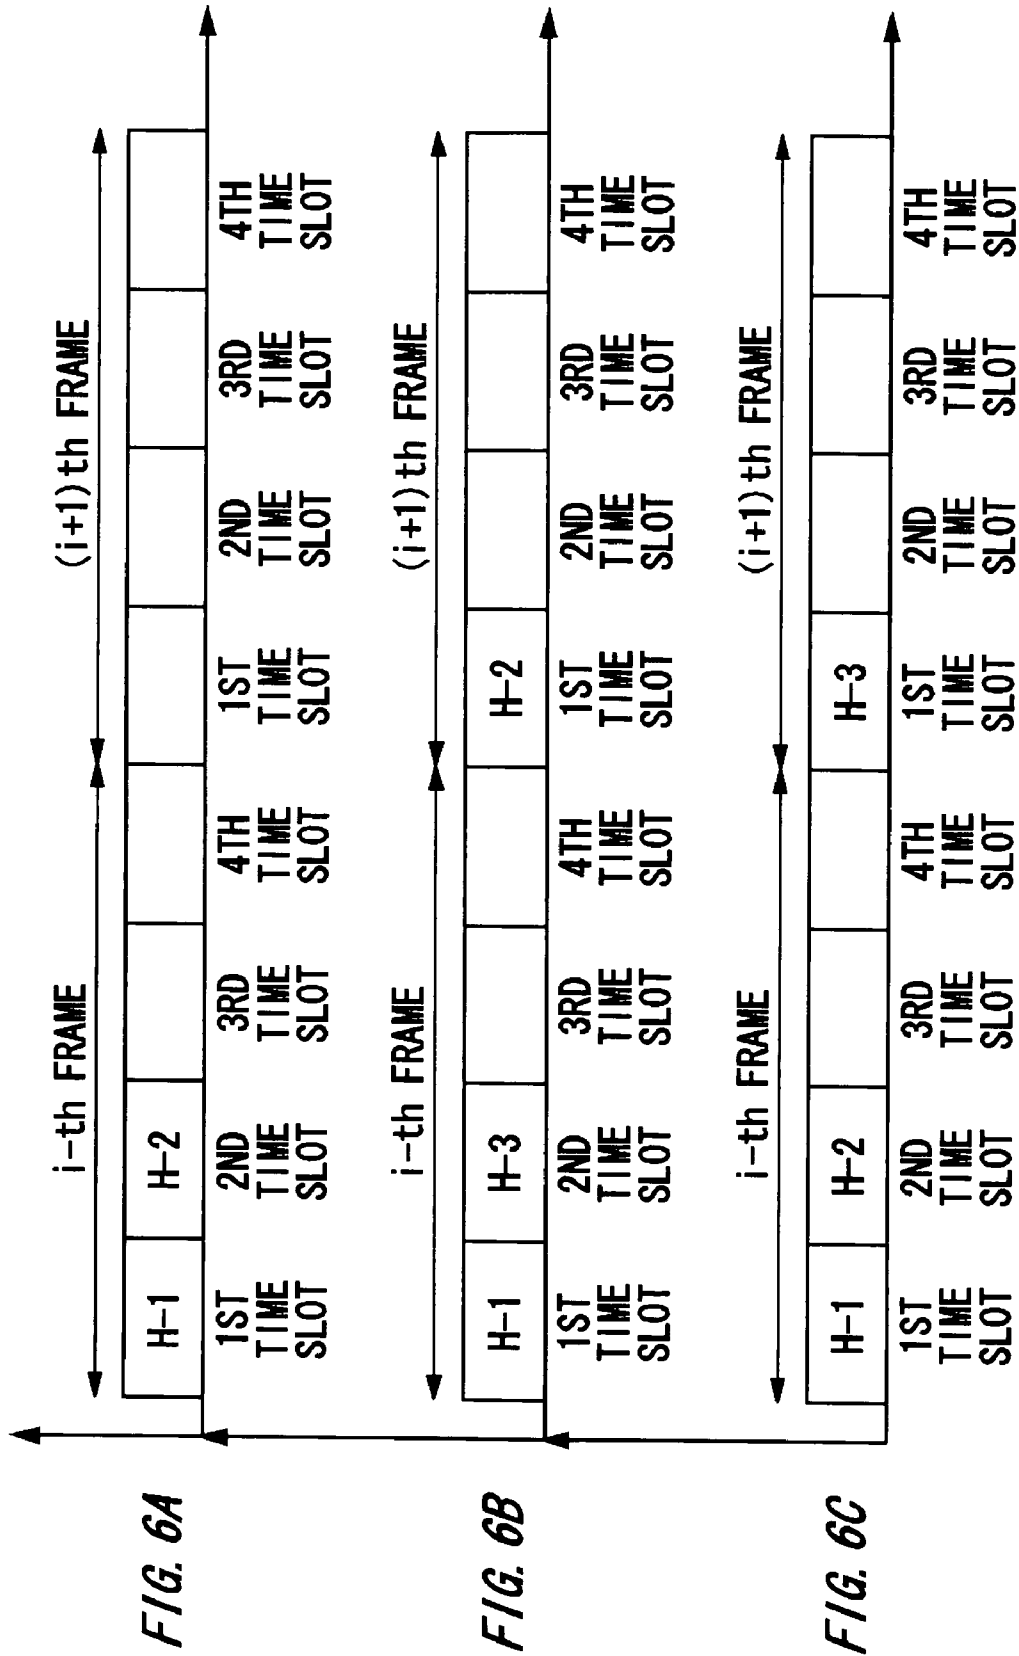 FIG. 6A
i-th FRAME
(i+1)th FRAME
H-1
H-2
1ST
TIME
SLOT
2ND
TIME
SLOT
3RD
TIME
SLOT
4TH
TIME
SLOT
1ST
TIME
SLOT
2ND
TIME
SLOT
3RD
TIME
SLOT
4TH
TIME
SLOT
FIG. 6B
i-th FRAME
(i+1)th FRAME
H-1
H-3
H-2
1ST
TIME
SLOT
2ND
TIME
SLOT
3RD
TIME
SLOT
4TH
TIME
SLOT
1ST
TIME
SLOT
2ND
TIME
SLOT
3RD
TIME
SLOT
4TH
TIME
SLOT
FIG. 6C
i-th FRAME
(i+1)th FRAME
H-1
H-2
H-3
1ST
TIME
SLOT
2ND
TIME
SLOT
3RD
TIME
SLOT
4TH
TIME
SLOT
1ST
TIME
SLOT
2ND
TIME
SLOT
3RD
TIME
SLOT
4TH
TIME
SLOT